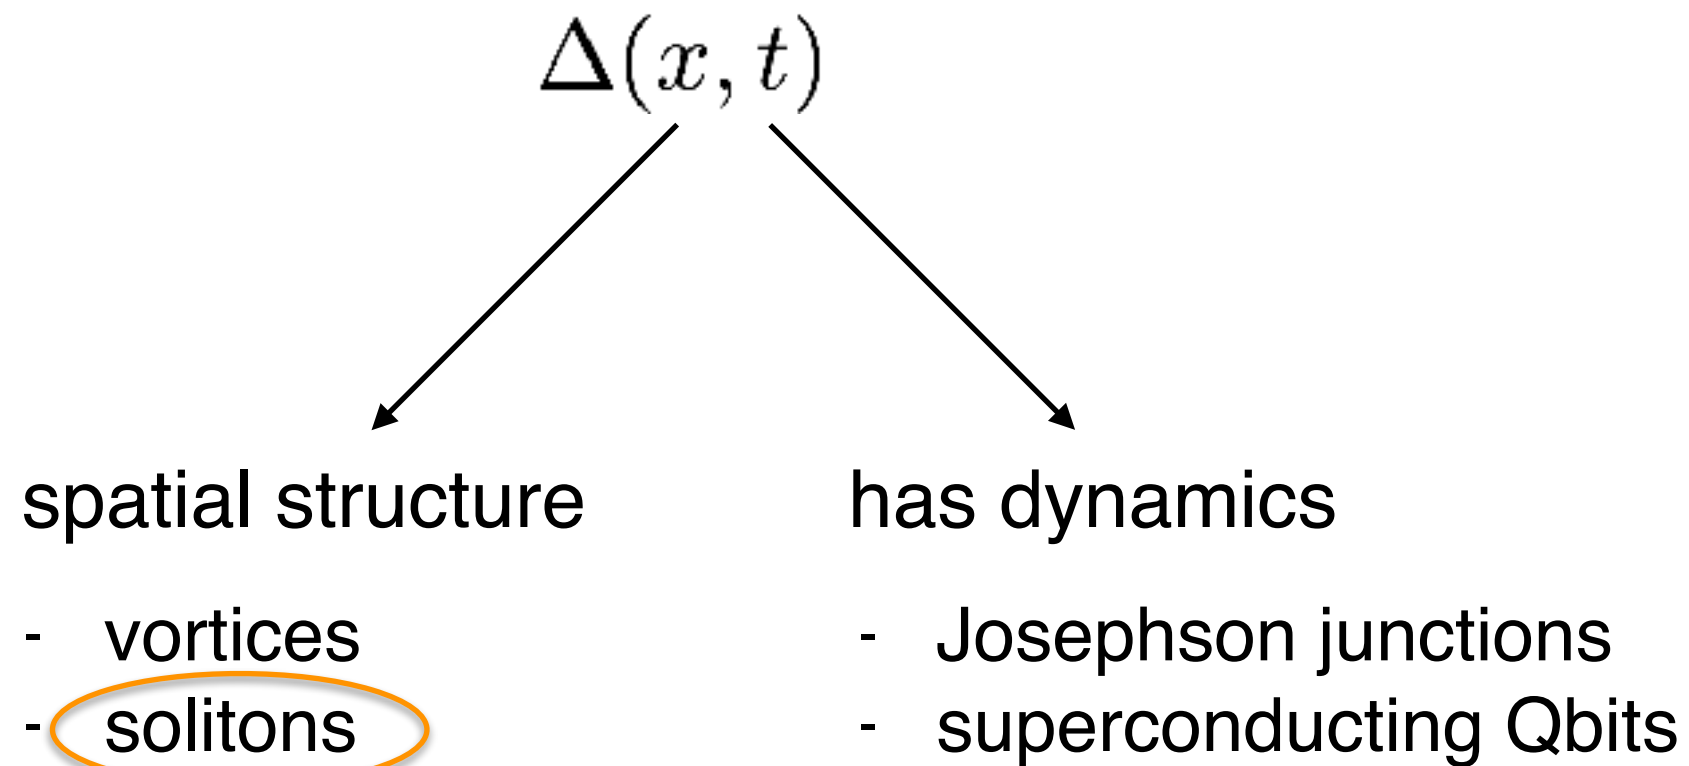 Δ(x, t)
spatial structure
- vortices
- solitons
has dynamics
- Josephson junctions
- superconducting Qbits